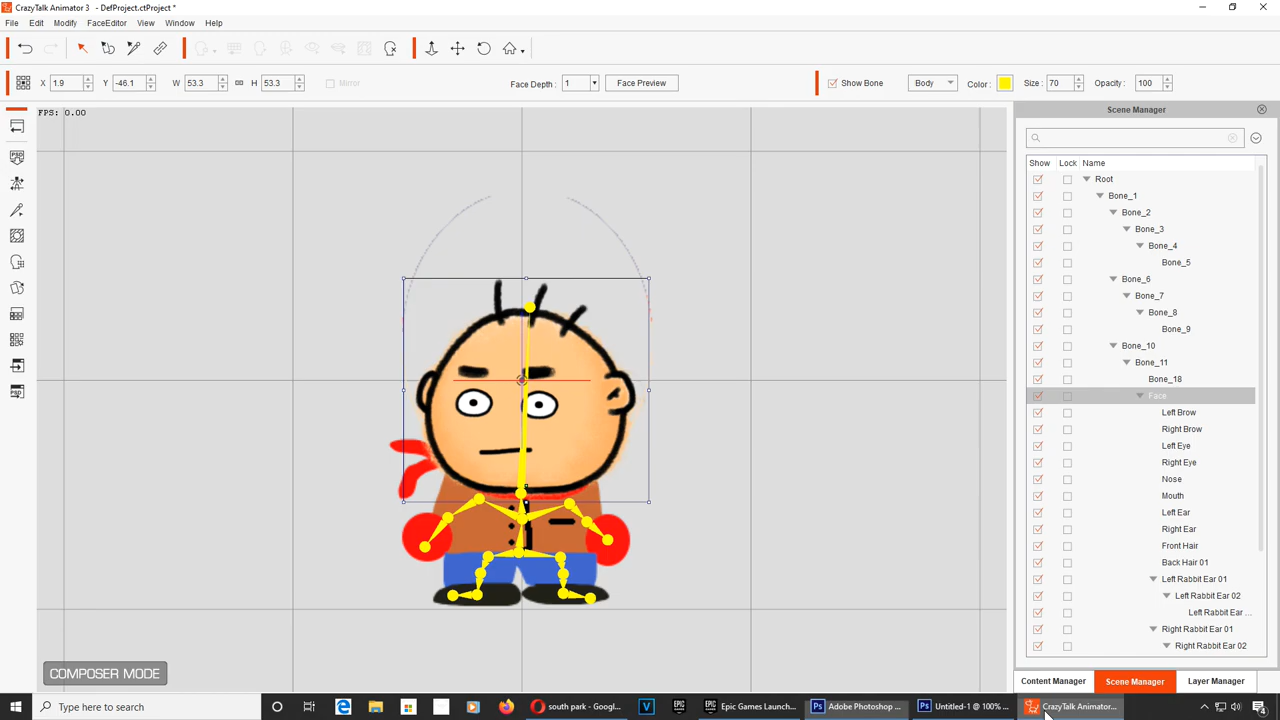 CrazyTalk Animator 3 - DefProject.ctProject *
File Edit Modify FaceEditor View Window Help
X 1.9 Y -46.1 W 53.3 H 53.3 Mirror Face Depth : 1 Face Preview Show Bone Body Color : Size : 70 Opacity : 100
FPS: 0.00
Scene Manager
Show Lock Name
Root
Bone_1
Bone_2
Bone_3
Bone_4
Bone_5
Bone_6
Bone_7
Bone_8
Bone_9
Bone_10
Bone_11
Bone_18
Face
Left Brow
Right Brow
Left Eye
Right Eye
Nose
Mouth
Left Ear
Right Ear
Front Hair
Back Hair 01
Left Rabbit Ear 01
Left Rabbit Ear 02
Left Rabbit Ear ...
Right Rabbit Ear 01
Right Rabbit Ear 02
COMPOSER MODE
Content Manager Scene Manager Layer Manager
Type here to search
south park - Googl...
Epic Games Launch...
Adobe Photoshop ...
Untitled-1 @ 100% ...
CrazyTalk Animator...